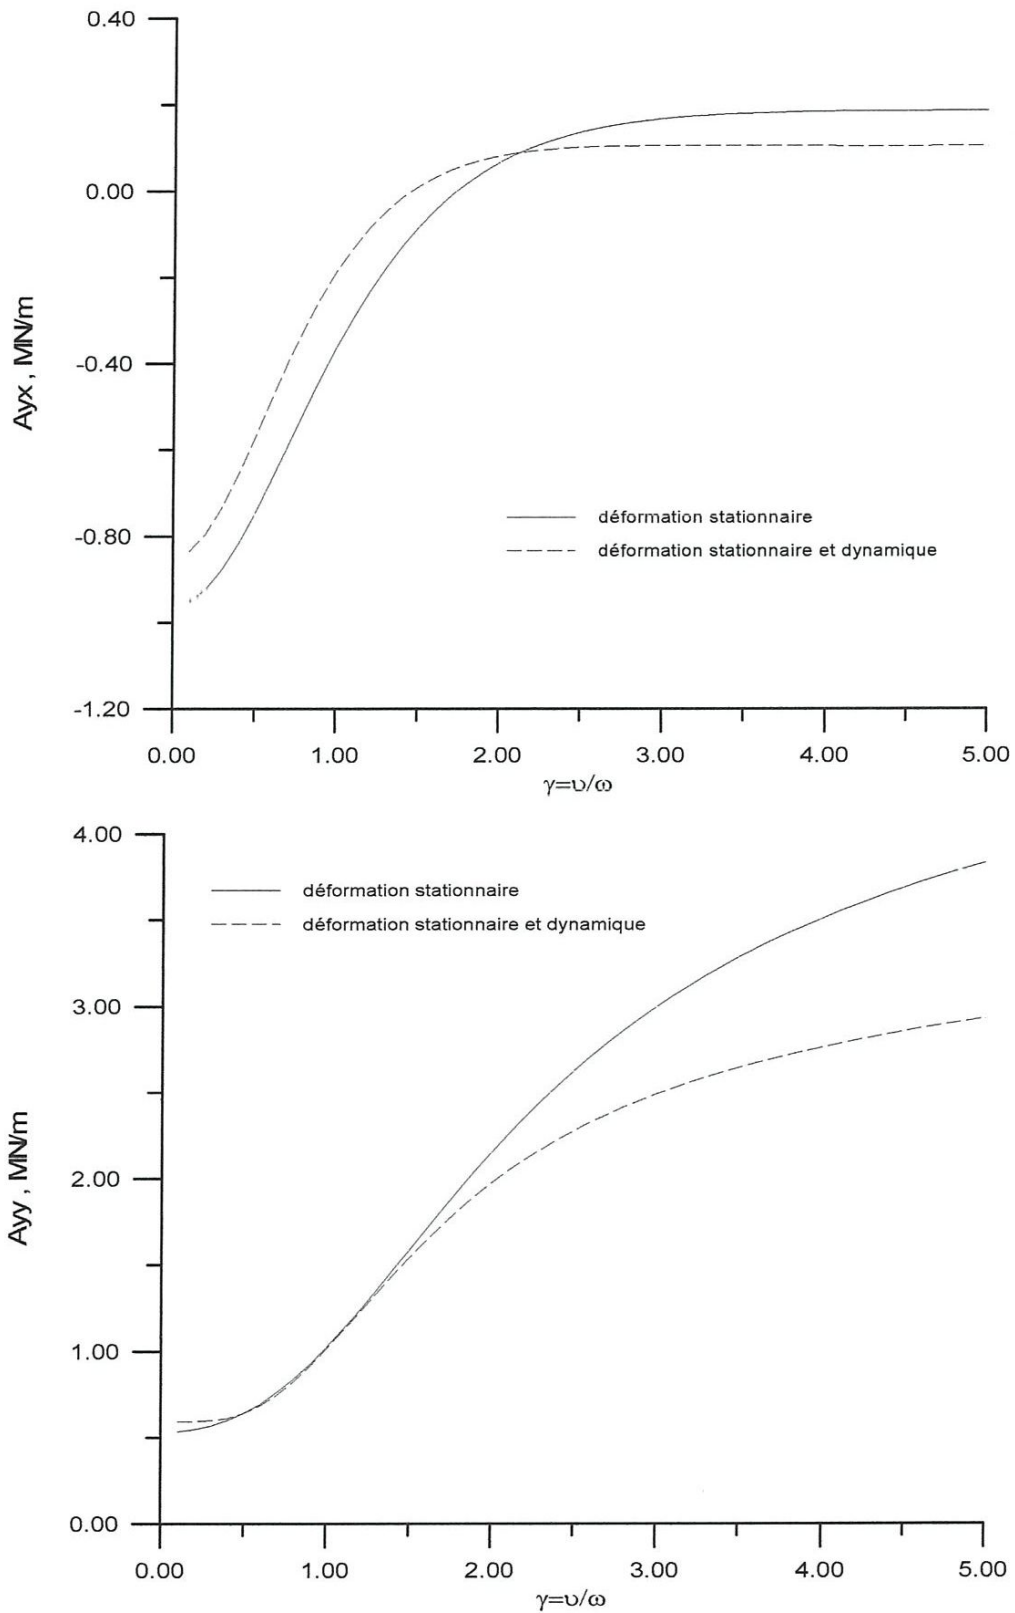 0.40
0.00
-0.40
-0.80
-1.20
Ayx , MN/m
déformation stationnaire
déformation stationnaire et dynamique
0.00 1.00 2.00 3.00 4.00 5.00
γ=υ/ω
4.00
3.00
2.00
1.00
0.00
Ayy , MN/m
déformation stationnaire
déformation stationnaire et dynamique
0.00 1.00 2.00 3.00 4.00 5.00
γ=υ/ω